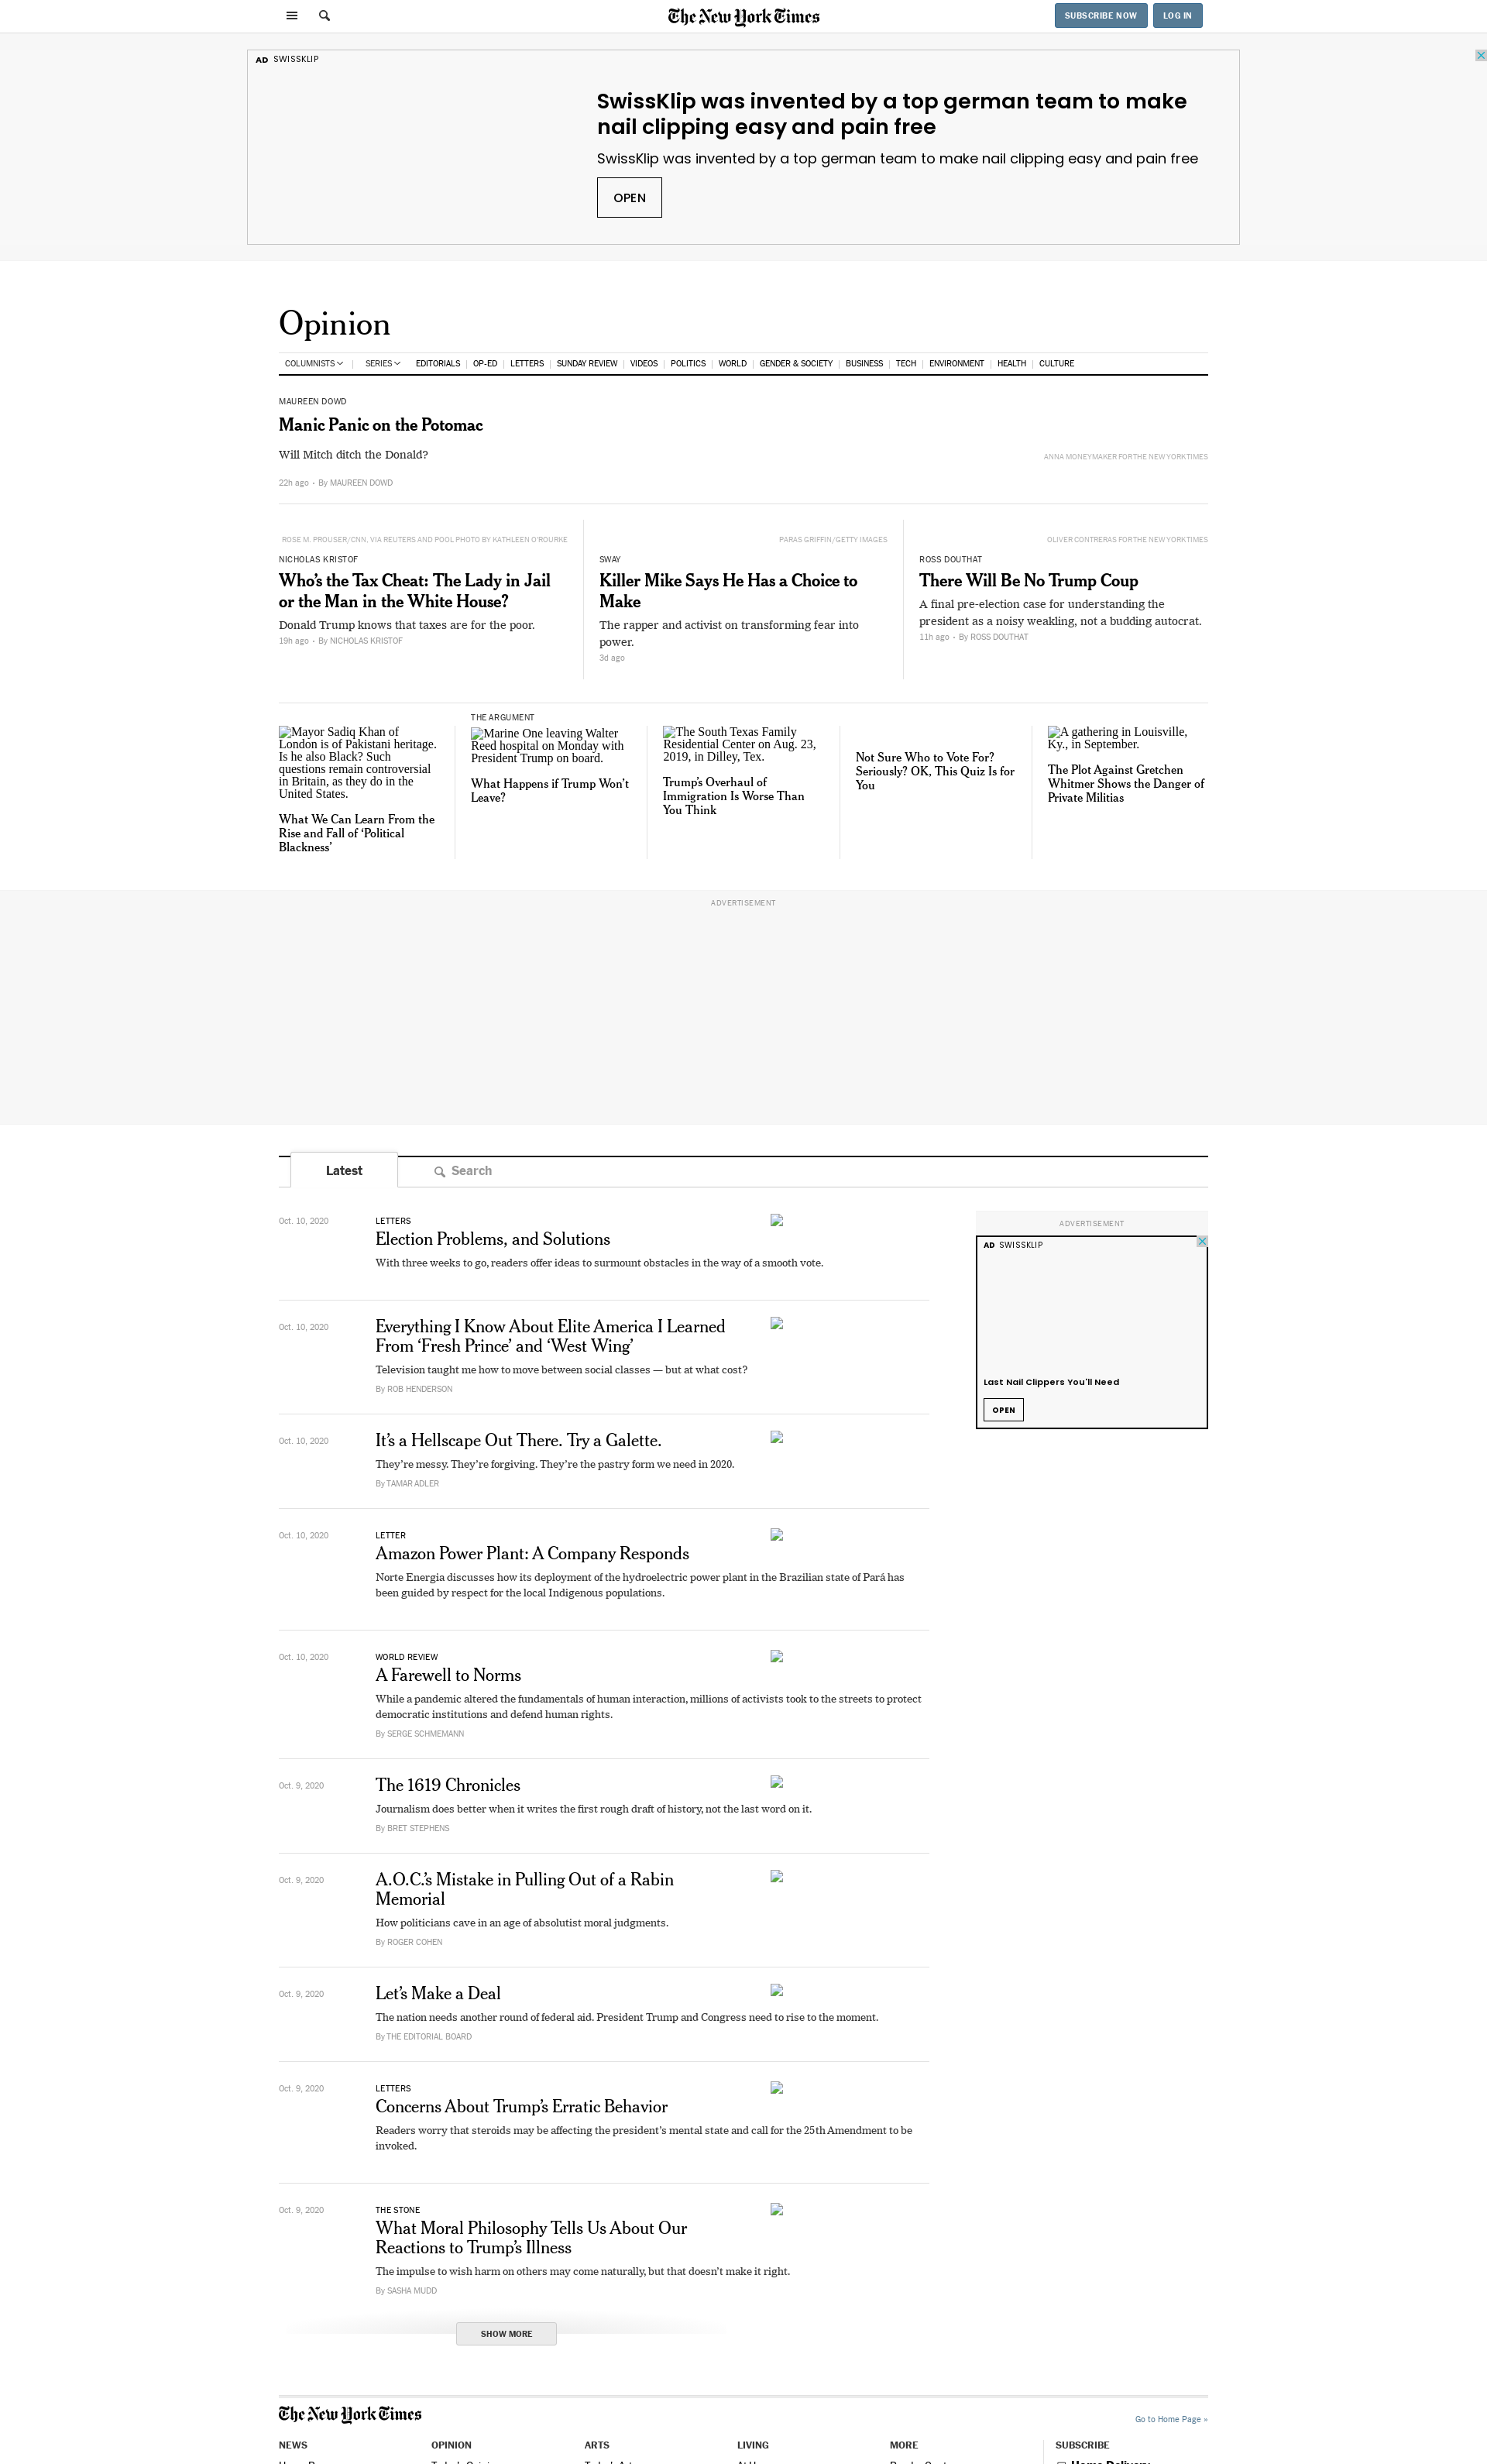 The New York Times
SUBSCRIBE NOW
LOG IN
AD SWISSKLIP
SwissKlip was invented by a top german team to make
nail clipping easy and pain free
SwissKlip was invented by a top german team to make nail clipping easy and pain free
OPEN
Opinion
COLUMNISTS
SERIES
EDITORIALS
OP-ED
LETTERS
SUNDAY REVIEW
VIDEOS
POLITICS
WORLD
GENDER & SOCIETY
BUSINESS
TECH
ENVIRONMENT
HEALTH
CULTURE
MAUREEN DOWD
Manic Panic on the Potomac
Will Mitch ditch the Donald?
ANNA MONEYMAKER FOR THE NEW YORK TIMES
22h ago • By MAUREEN DOWD
ROSE M. PROUSER/CNN, VIA REUTERS AND POOL PHOTO BY KATHLEEN O'ROURKE
NICHOLAS KRISTOF
Who’s the Tax Cheat: The Lady in Jail
or the Man in the White House?
Donald Trump knows that taxes are for the poor.
19h ago • By NICHOLAS KRISTOF
PARAS GRIFFIN/GETTY IMAGES
SWAY
Killer Mike Says He Has a Choice to
Make
The rapper and activist on transforming fear into
power.
3d ago
OLIVER CONTRERAS FOR THE NEW YORK TIMES
ROSS DOUTHAT
There Will Be No Trump Coup
A final pre-election case for understanding the
president as a noisy weakling, not a budding autocrat.
11h ago • By ROSS DOUTHAT
Mayor Sadiq Khan of
London is of Pakistani heritage.
Is he also Black? Such
questions remain controversial
in Britain, as they do in the
United States.
What We Can Learn From the
Rise and Fall of ‘Political
Blackness’
THE ARGUMENT
Marine One leaving Walter
Reed hospital on Monday with
President Trump on board.
What Happens if Trump Won’t
Leave?
The South Texas Family
Residential Center on Aug. 23,
2019, in Dilley, Tex.
Trump’s Overhaul of
Immigration Is Worse Than
You Think
Not Sure Who to Vote For?
Seriously? OK, This Quiz Is for
You
A gathering in Louisville,
Ky., in September.
The Plot Against Gretchen
Whitmer Shows the Danger of
Private Militias
ADVERTISEMENT
Latest
Search
Oct. 10, 2020
LETTERS
Election Problems, and Solutions
With three weeks to go, readers offer ideas to surmount obstacles in the way of a smooth vote.
ADVERTISEMENT
AD SWISSKLIP
Last Nail Clippers You'll Need
OPEN
Oct. 10, 2020
Everything I Know About Elite America I Learned
From ‘Fresh Prince’ and ‘West Wing’
Television taught me how to move between social classes — but at what cost?
By ROB HENDERSON
Oct. 10, 2020
It’s a Hellscape Out There. Try a Galette.
They’re messy. They’re forgiving. They’re the pastry form we need in 2020.
By TAMAR ADLER
Oct. 10, 2020
LETTER
Amazon Power Plant: A Company Responds
Norte Energia discusses how its deployment of the hydroelectric power plant in the Brazilian state of Pará has
been guided by respect for the local Indigenous populations.
Oct. 10, 2020
WORLD REVIEW
A Farewell to Norms
While a pandemic altered the fundamentals of human interaction, millions of activists took to the streets to protect
democratic institutions and defend human rights.
By SERGE SCHMEMANN
Oct. 9, 2020
The 1619 Chronicles
Journalism does better when it writes the first rough draft of history, not the last word on it.
By BRET STEPHENS
Oct. 9, 2020
A.O.C.’s Mistake in Pulling Out of a Rabin
Memorial
How politicians cave in an age of absolutist moral judgments.
By ROGER COHEN
Oct. 9, 2020
Let’s Make a Deal
The nation needs another round of federal aid. President Trump and Congress need to rise to the moment.
By THE EDITORIAL BOARD
Oct. 9, 2020
LETTERS
Concerns About Trump’s Erratic Behavior
Readers worry that steroids may be affecting the president’s mental state and call for the 25th Amendment to be
invoked.
Oct. 9, 2020
THE STONE
What Moral Philosophy Tells Us About Our
Reactions to Trump’s Illness
The impulse to wish harm on others may come naturally, but that doesn’t make it right.
By SASHA MUDD
SHOW MORE
The New York Times
Go to Home Page »
NEWS
OPINION
ARTS
LIVING
MORE
SUBSCRIBE